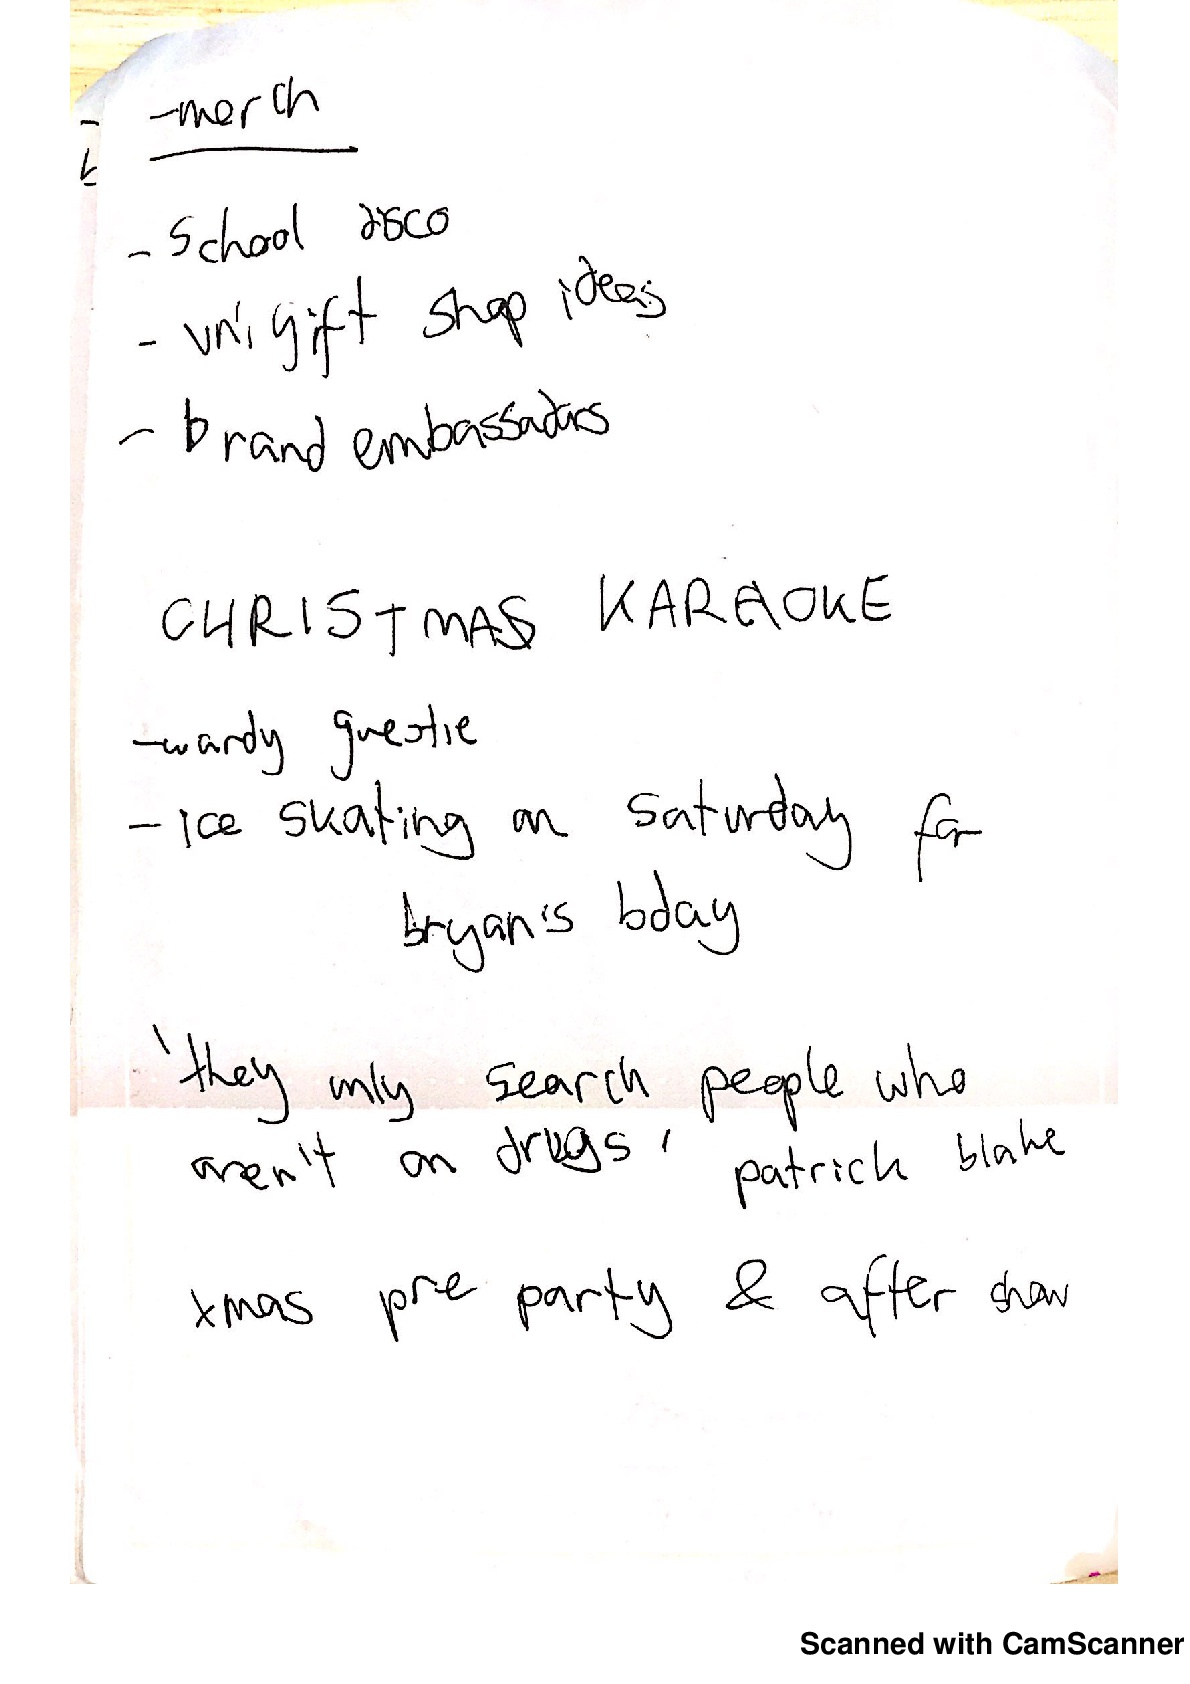 -merch
- School disco
- uni gift shop ideas
- brand embassadors
CHRISTMAS KARAOKE
-wardy guestie
- ice skating on saturday for
bryan's bday
'they only search people who
aren't on drugs' patrick blake
xmas pre party & after show
Scanned with CamScanner